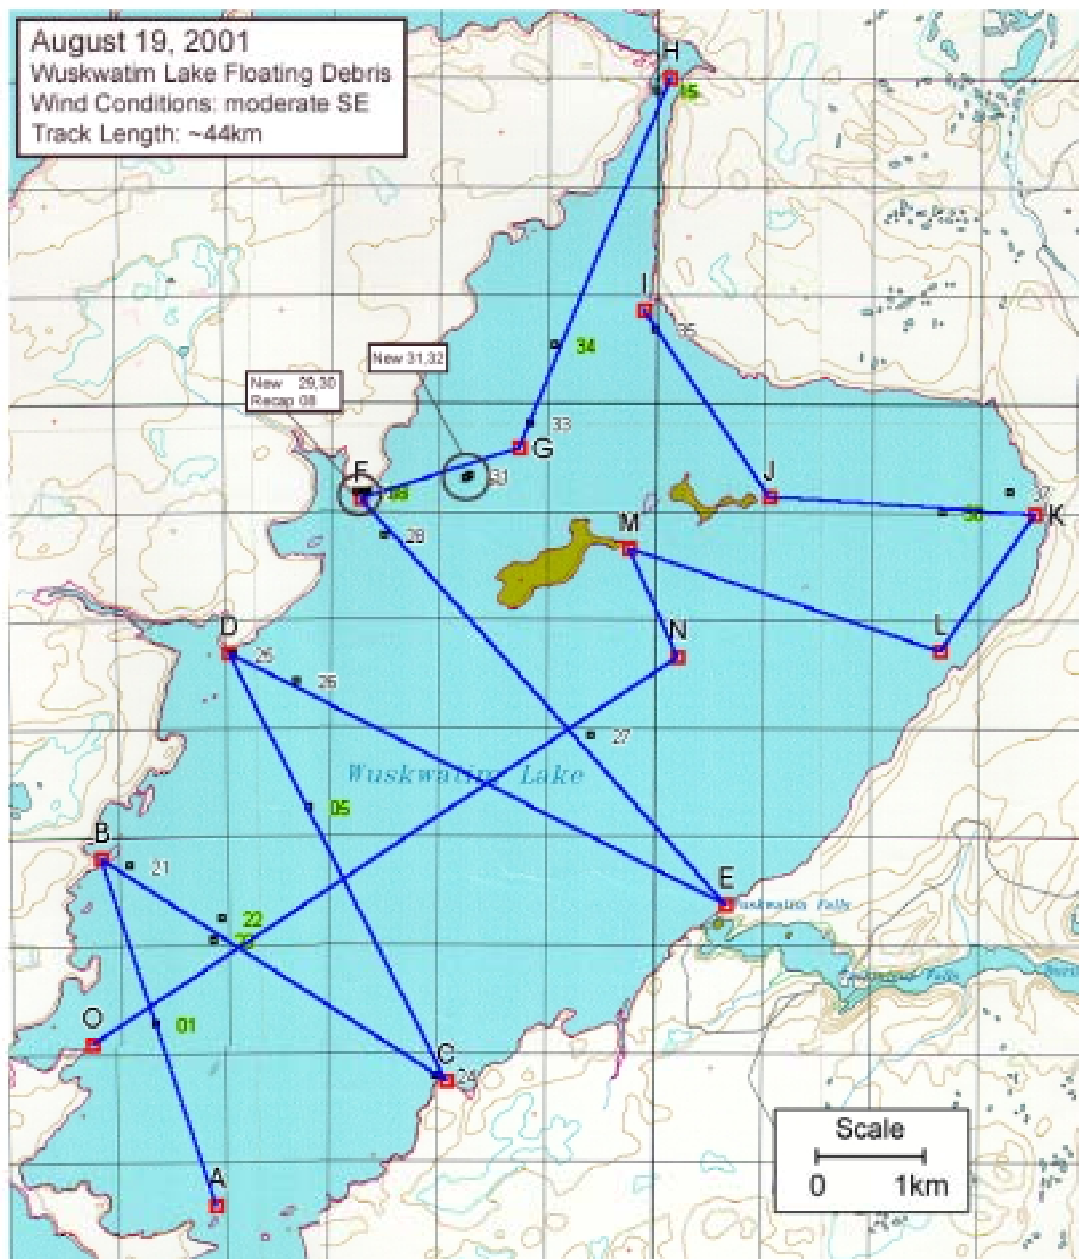 August 19, 2001
Wuskwatim Lake Floating Debris
Wind Conditions: moderate SE
Track Length: ~44km
H
15
I
35
34
New 31,32
New 29,30
Recap 08
33
G
31
F
08
28
J
37
36
K
M
D
25
26
N
L
27
Wuskwatim Lake
05
B
21
22
E
Wuskwatim Falls
O
01
C
24
A
Scale
0 1km